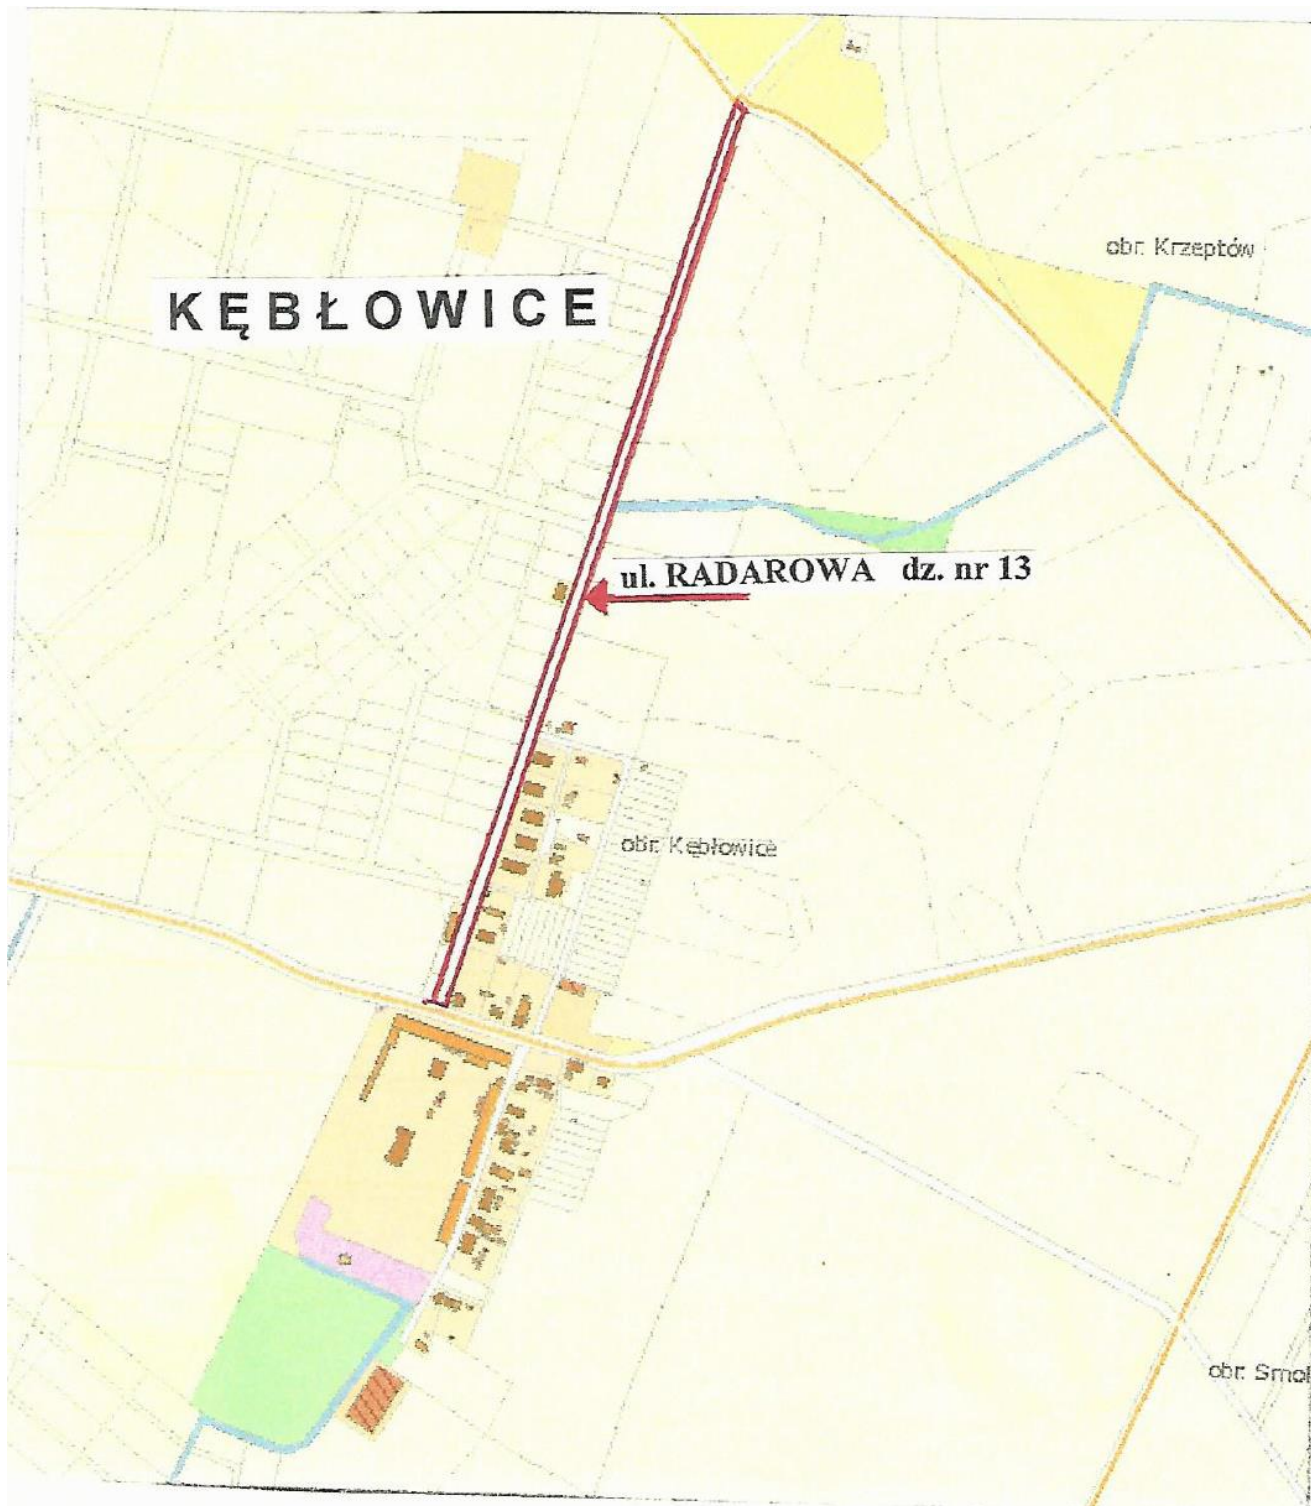 obr. Krzeptów
KĘBŁOWICE
ul. RADAROWA dz. nr 13
obr. Kębłowice
obr. Smol